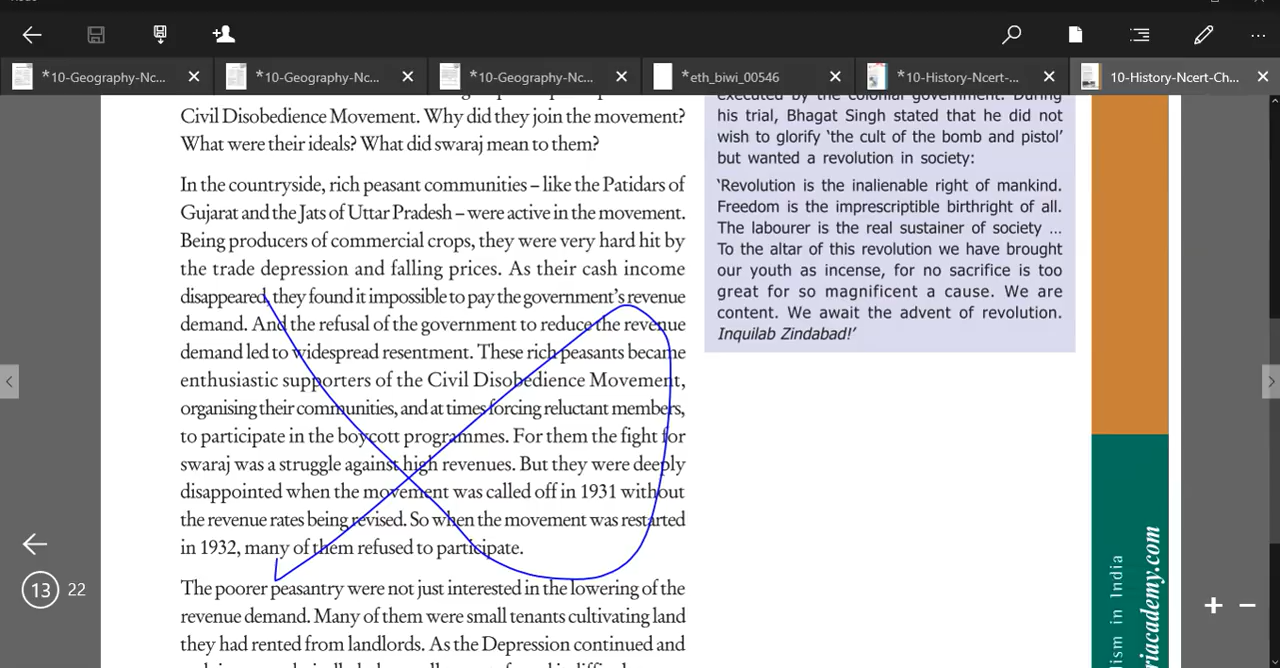 *10-Geography-Nc...
*10-Geography-Nc...
*10-Geography-Nc...
*eth_biwi_00546
*10-History-Ncert-...
10-History-Ncert-Ch...
Civil Disobedience Movement. Why did they join the movement?
What were their ideals? What did swaraj mean to them?
In the countryside, rich peasant communities – like the Patidars of
Gujarat and the Jats of Uttar Pradesh – were active in the movement.
Being producers of commercial crops, they were very hard hit by
the trade depression and falling prices. As their cash income
disappeared, they found it impossible to pay the government's revenue
demand. And the refusal of the government to reduce the revenue
demand led to widespread resentment. These rich peasants became
enthusiastic supporters of the Civil Disobedience Movement,
organising their communities, and at times forcing reluctant members,
to participate in the boycott programmes. For them the fight for
swaraj was a struggle against high revenues. But they were deeply
disappointed when the movement was called off in 1931 without
the revenue rates being revised. So when the movement was restarted
in 1932, many of them refused to participate.
The poorer peasantry were not just interested in the lowering of the
revenue demand. Many of them were small tenants cultivating land
they had rented from landlords. As the Depression continued and
executed by the colonial government. During
his trial, Bhagat Singh stated that he did not
wish to glorify 'the cult of the bomb and pistol'
but wanted a revolution in society:
'Revolution is the inalienable right of mankind.
Freedom is the imprescriptible birthright of all.
The labourer is the real sustainer of society ...
To the altar of this revolution we have brought
our youth as incense, for no sacrifice is too
great for so magnificent a cause. We are
content. We await the advent of revolution.
Inquilab Zindabad!'
13 22
ism in India
riacademy.com